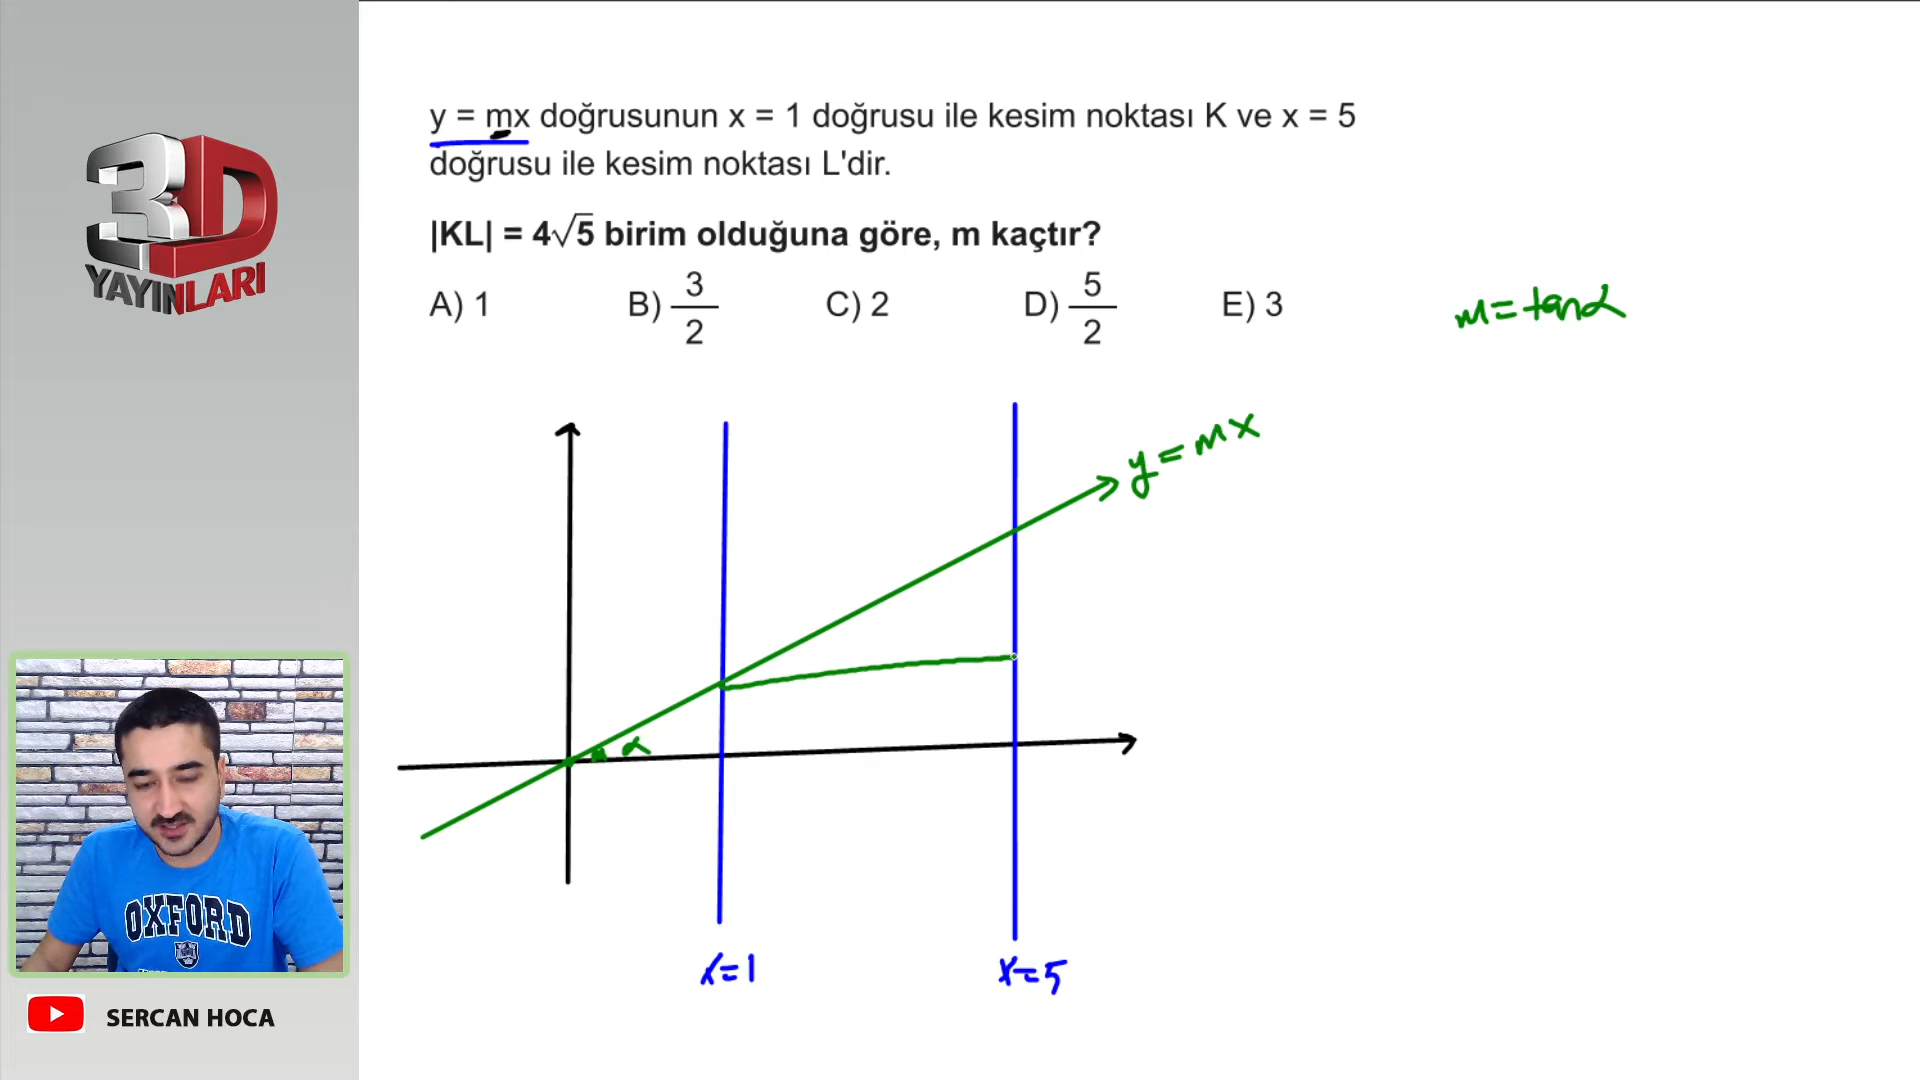 3D
YAYINLARI
y = mx doğrusunun x = 1 doğrusu ile kesim noktası K ve x = 5
doğrusu ile kesim noktası L'dir.
|KL| = 4√5 birim olduğuna göre, m kaçtır?
A) 1 B) 3/2 C) 2 D) 5/2 E) 3
m = tanα
y = mx
α
x=1
x=5
OXFORD
SERCAN HOCA